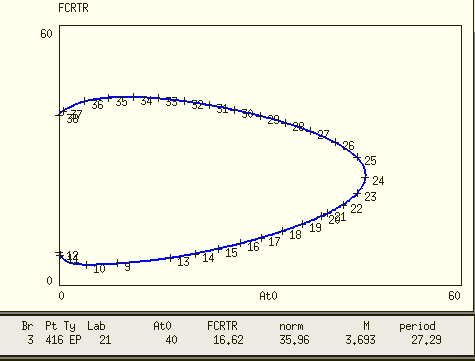 FCRTR
60
37
36 35 34 33 32 31 30 29 28 27 26 25 24 23 22 21 20 19 18 17 16 15 14 13
12
10 9
0
0 At0 60
Br Pt Ty Lab At0 FCRTR norm M period
3 416 EP 21 40 16.62 35.96 3.693 27.29